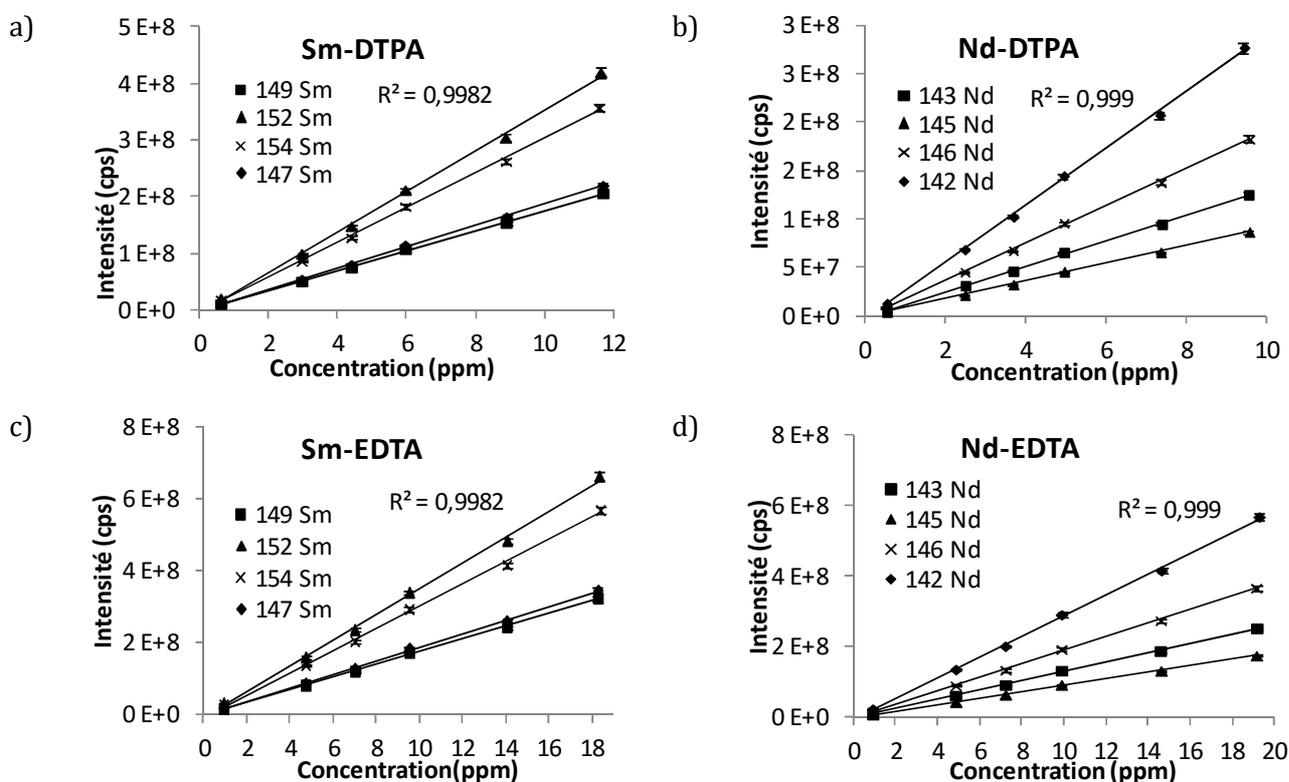 a)
Sm-DTPA
R² = 0,9982
149 Sm
152 Sm
154 Sm
147 Sm
5 E+8
4 E+8
3 E+8
2 E+8
1 E+8
0 E+0
Intensité (cps)
0 2 4 6 8 10 12
Concentration (ppm)
b)
Nd-DTPA
R² = 0,999
143 Nd
145 Nd
146 Nd
142 Nd
3 E+8
3 E+8
2 E+8
2 E+8
1 E+8
5 E+7
0 E+0
Intensité (cps)
0 2 4 6 8 10
Concentration (ppm)
c)
Sm-EDTA
R² = 0,9982
149 Sm
152 Sm
154 Sm
147 Sm
8 E+8
6 E+8
4 E+8
2 E+8
0 E+0
Intensité (cps)
0 2 4 6 8 10 12 14 16 18
Concentration(ppm)
d)
Nd-EDTA
R² = 0,999
143 Nd
145 Nd
146 Nd
142 Nd
8 E+8
6 E+8
4 E+8
2 E+8
0 E+0
Intensité (cps)
0 2 4 6 8 10 12 14 16 18 20
Concentration (ppm)